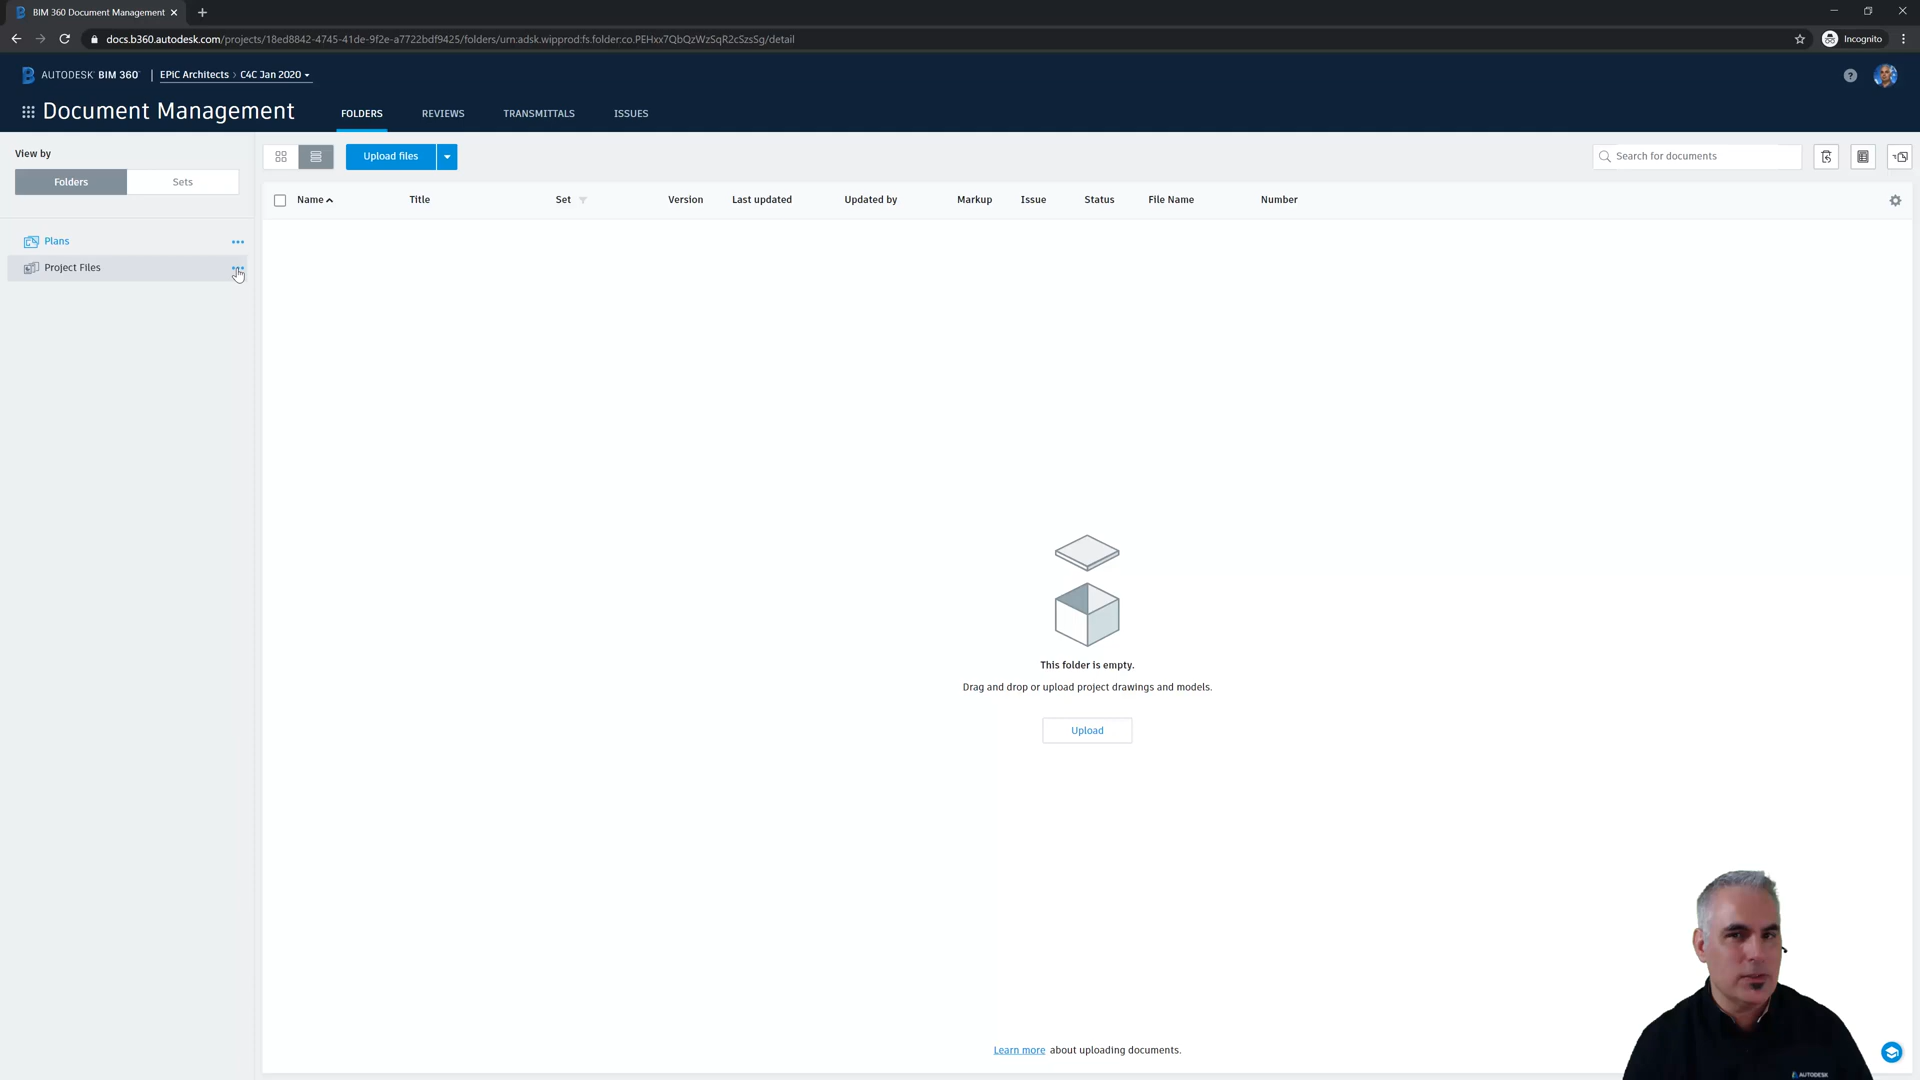 BIM 360 Document Management
docs.b360.autodesk.com/projects/18ed8842-4745-41de-9f2e-a7722bdf9425/folders/urn:adsk.wipprod:fs.folder:co.PEHxx7QbQzWzSqR2cSzsSg/detail
Incognito
AUTODESK BIM 360 | EPiC Architects > C4C Jan 2020
Document Management FOLDERS REVIEWS TRANSMITTALS ISSUES
View by
Folders Sets
Upload files
Search for documents
Name Title Set Version Last updated Updated by Markup Issue Status File Name Number
Plans
Project Files
This folder is empty.
Drag and drop or upload project drawings and models.
Upload
Learn more about uploading documents.
AUTODESK